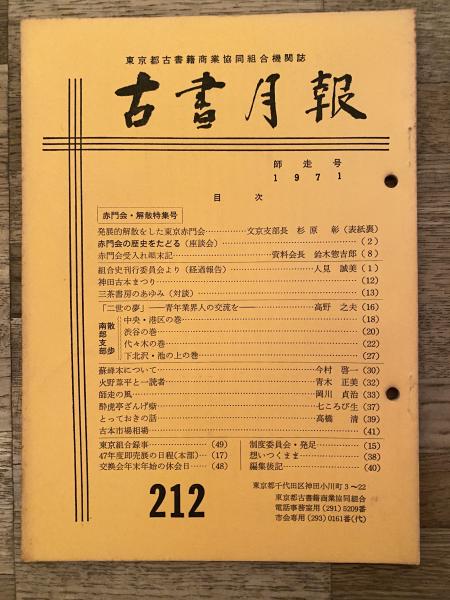 東京都古書籍商業協同組合機関誌
古書月報
師走号
1971
目次
赤門会・解散特集号
発展的解散をした東京赤門会……文京支部長 杉原 彰(表紙裏)
赤門会の歴史をたどる(座談会)……(2)
赤門会受入れ顚末記……資料会長 鈴木惣吉郎(8)
組合史刊行委員会より(経過報告)……人見 誠美(1)
神田古本まつり……(12)
三茶書房のあゆみ(対談)……(13)
「二世の夢」――青年業界人の交流を――……高野 之夫(16)
南部支部散歩
中央・港区の巻……(18)
渋谷の巻……(20)
代々木の巻……(22)
下北沢・池の上の巻……(27)
蘇峰本について……今村 啓一(30)
火野葦平と一読者……青木 正美(32)
師走の風……岡川 貞治(33)
酔虎亭ざんげ癖……七ころび生(37)
とっておきの話……高橋 清(39)
古本市場相場……(41)
東京組合録事……(49)
47年度即売展の日程(本部)……(17)
交換会年末年始の休会日……(48)
制度委員会・発足……(15)
想いつくまま……(38)
編集後記……(40)
212
東京都千代田区神田小川町3〜22
東京都古書籍商業協同組合
電話事務室用(291)5209番
市会専用(293)0161番(代)